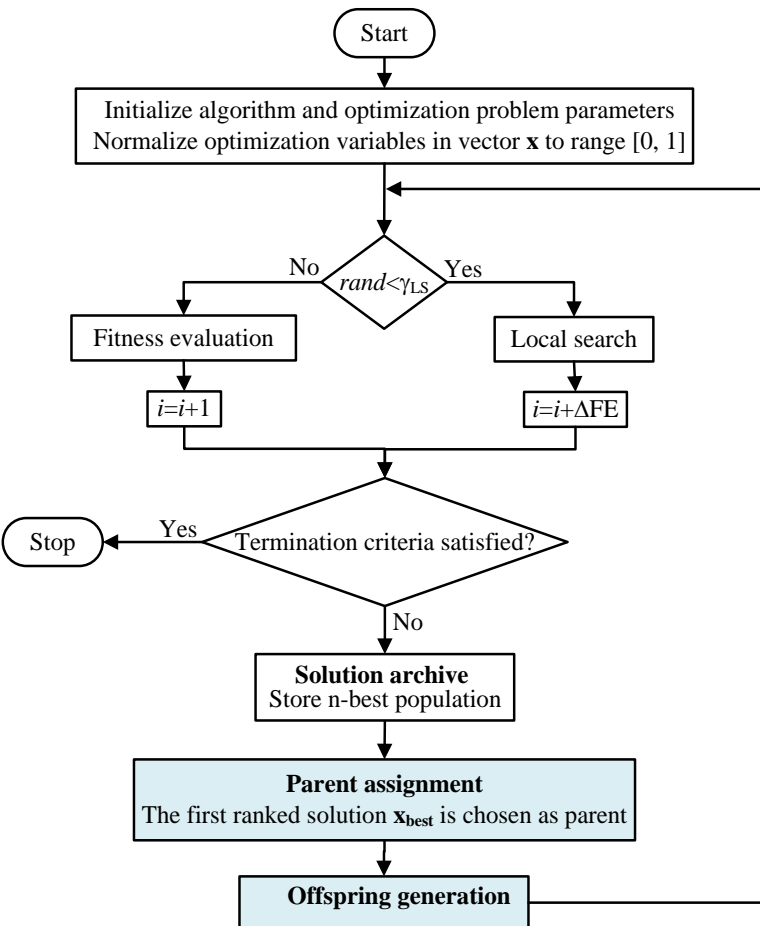 Start
Initialize algorithm and optimization problem parameters
Normalize optimization variables in vector x to range [0, 1]
No
rand<γLS
Yes
Fitness evaluation
Local search
i=i+1
i=i+ΔFE
Stop
Yes
Termination criteria satisfied?
No
Solution archive
Store n-best population
Parent assignment
The first ranked solution xbest is chosen as parent
Offspring generation